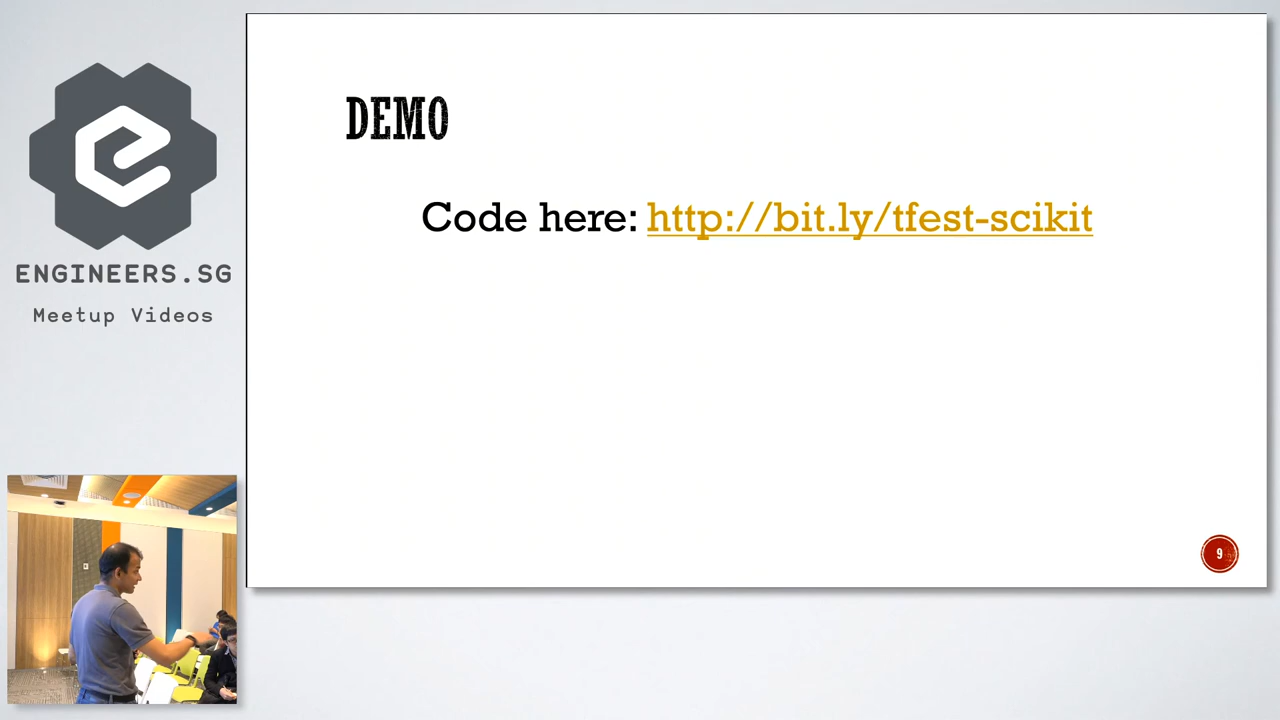 ENGINEERS.SG
Meetup Videos
DEMO
Code here: http://bit.ly/tfest-scikit
9